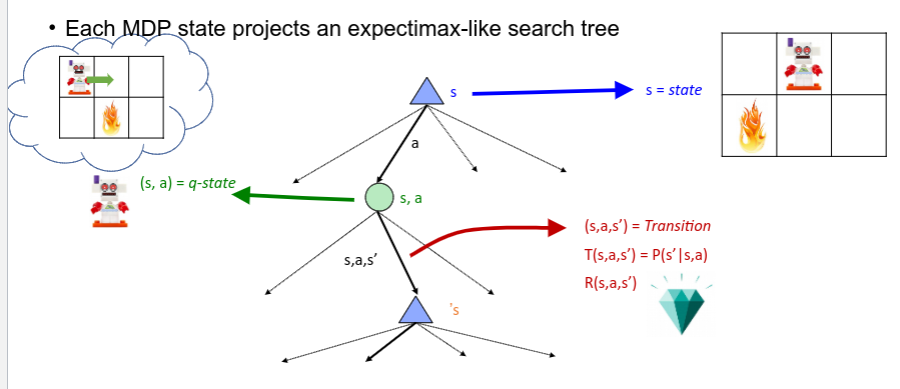 • Each MDP state projects an expectimax-like search tree
s
s = state
a
(s, a) = q-state
s, a
(s,a,s’) = Transition
T(s,a,s’) = P(s’|s,a)
s,a,s’
R(s,a,s’)
's